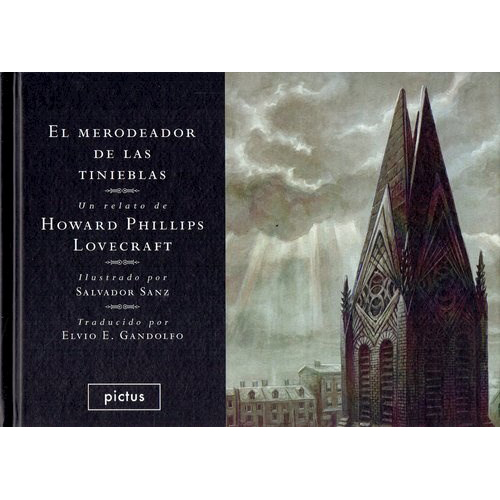 EL MERODEADOR
DE LAS
TINIEBLAS
Un relato de
HOWARD PHILLIPS
LOVECRAFT
Ilustrado por
SALVADOR SANZ
Traducido por
ELVIO E. GANDOLFO
pictus